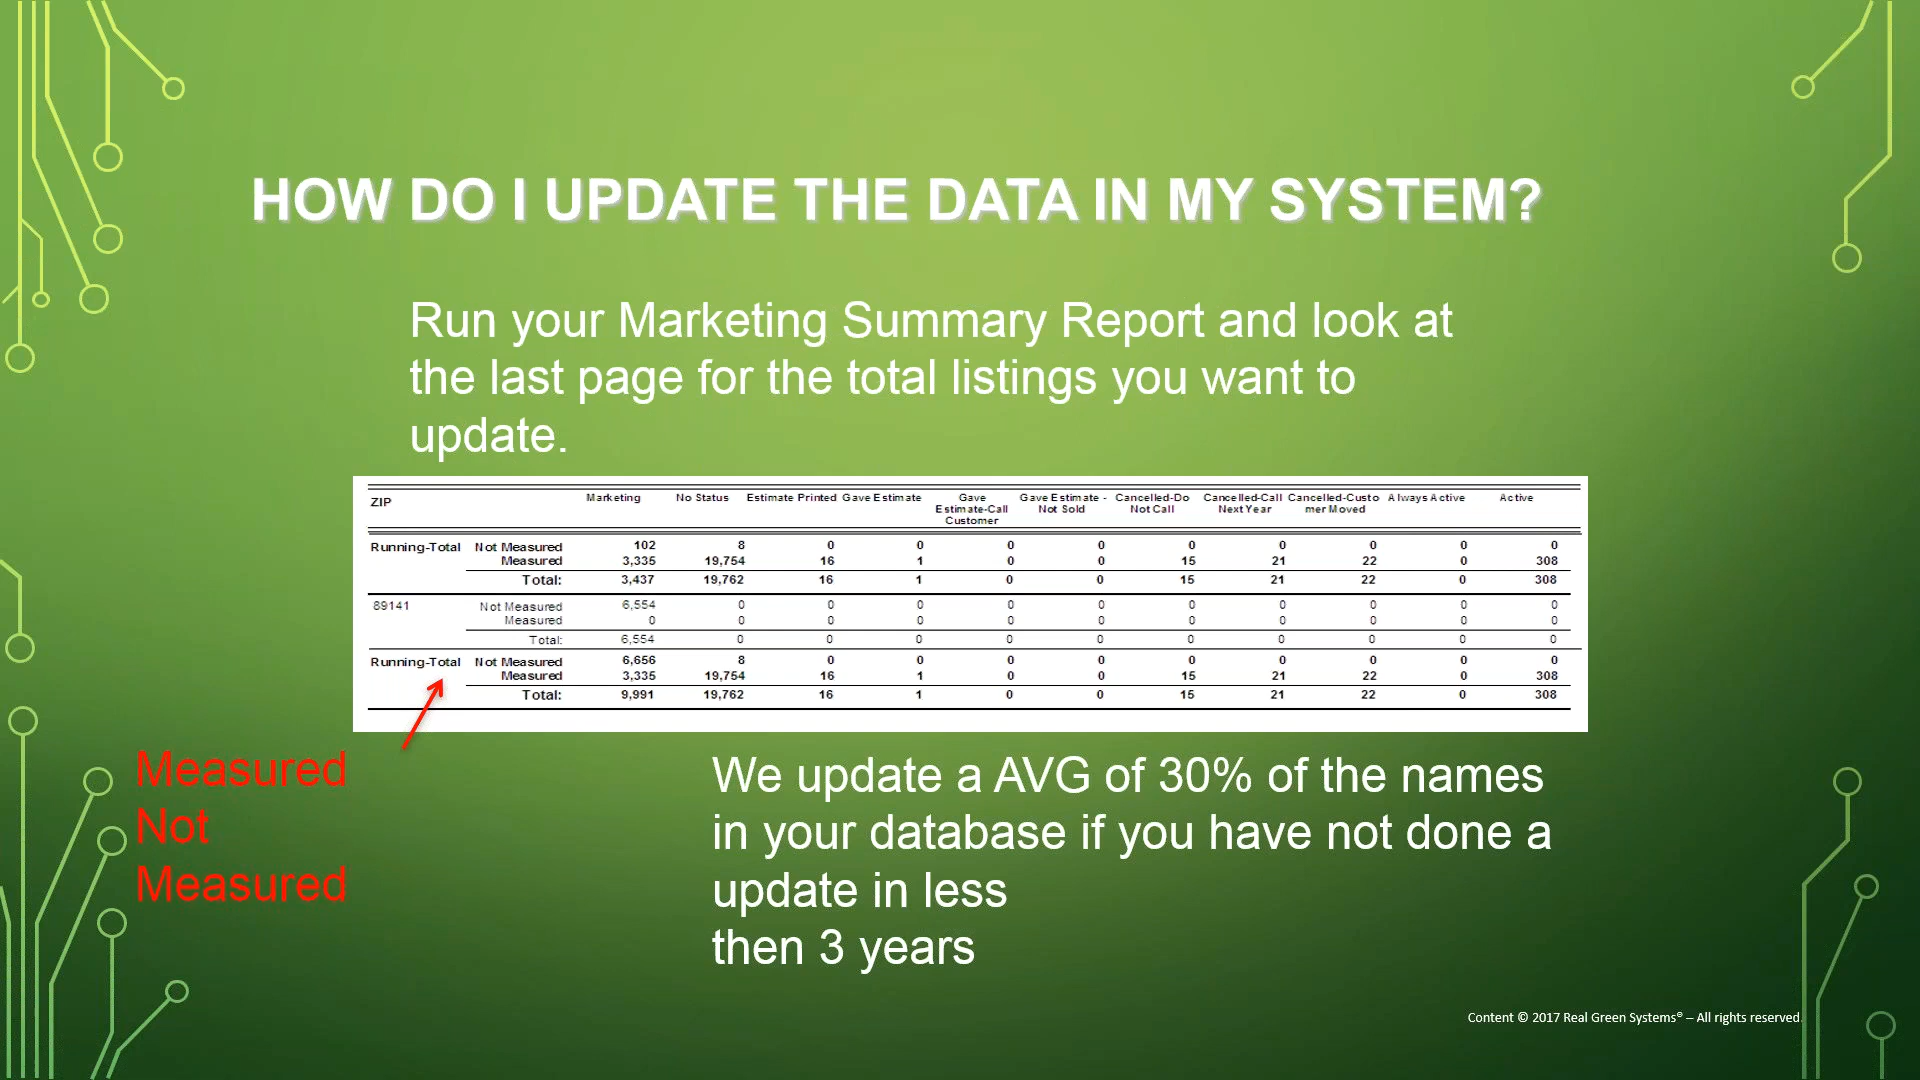 HOW DO I UPDATE THE DATA IN MY SYSTEM?
Run your Marketing Summary Report and look at
the last page for the total listings you want to
update.
ZIP Marketing No Status Estimate Printed Gave Estimate Gave Estimate-Call Customer Gave Estimate - Not Sold Cancelled-Do Not Call Cancelled-Call Next Year Cancelled-Custo mer Moved Always Active Active
Running-Total Not Measured 102 8 0 0 0 0 0 0 0 0 0
Measured 3,335 19,754 16 1 0 0 15 21 22 0 308
Total: 3,437 19,762 16 1 0 0 15 21 22 0 308
89141 Not Measured 6,554 0 0 0 0 0 0 0 0 0 0
Measured 0 0 0 0 0 0 0 0 0 0 0
Total: 6,554 0 0 0 0 0 0 0 0 0 0
Running-Total Not Measured 6,656 8 0 0 0 0 0 0 0 0 0
Measured 3,335 19,754 16 1 0 0 15 21 22 0 308
Total: 9,991 19,762 16 1 0 0 15 21 22 0 308
Measured
Not
Measured
We update a AVG of 30% of the names
in your database if you have not done a
update in less
then 3 years
Content © 2017 Real Green Systems® – All rights reserved.